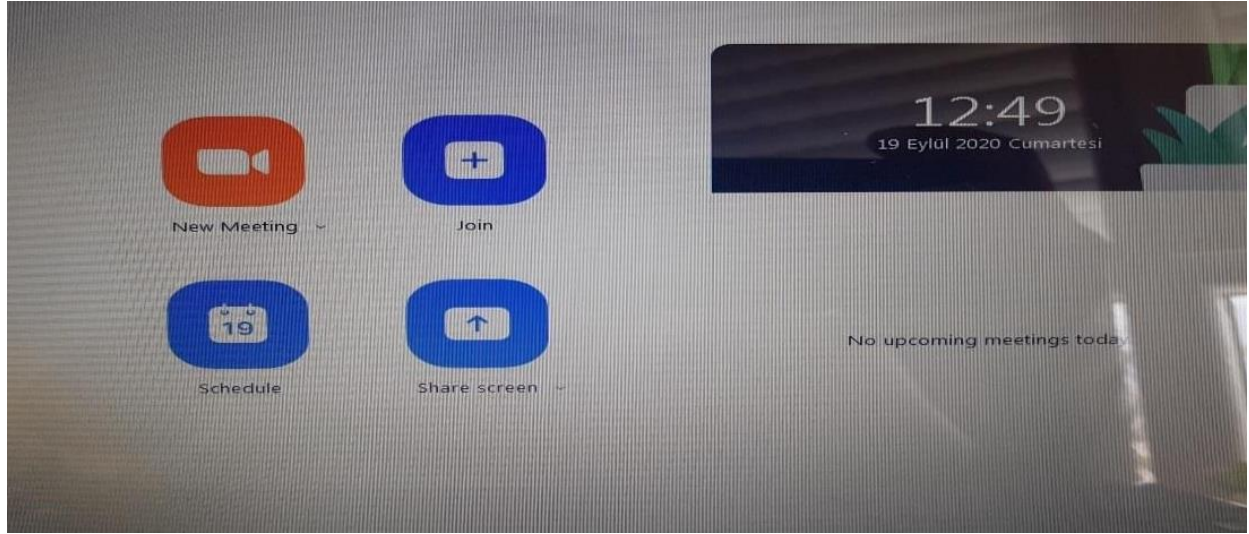 12:49
19 Eylül 2020 Cumartesi
New Meeting
Join
19
Schedule
Share screen
No upcoming meetings today